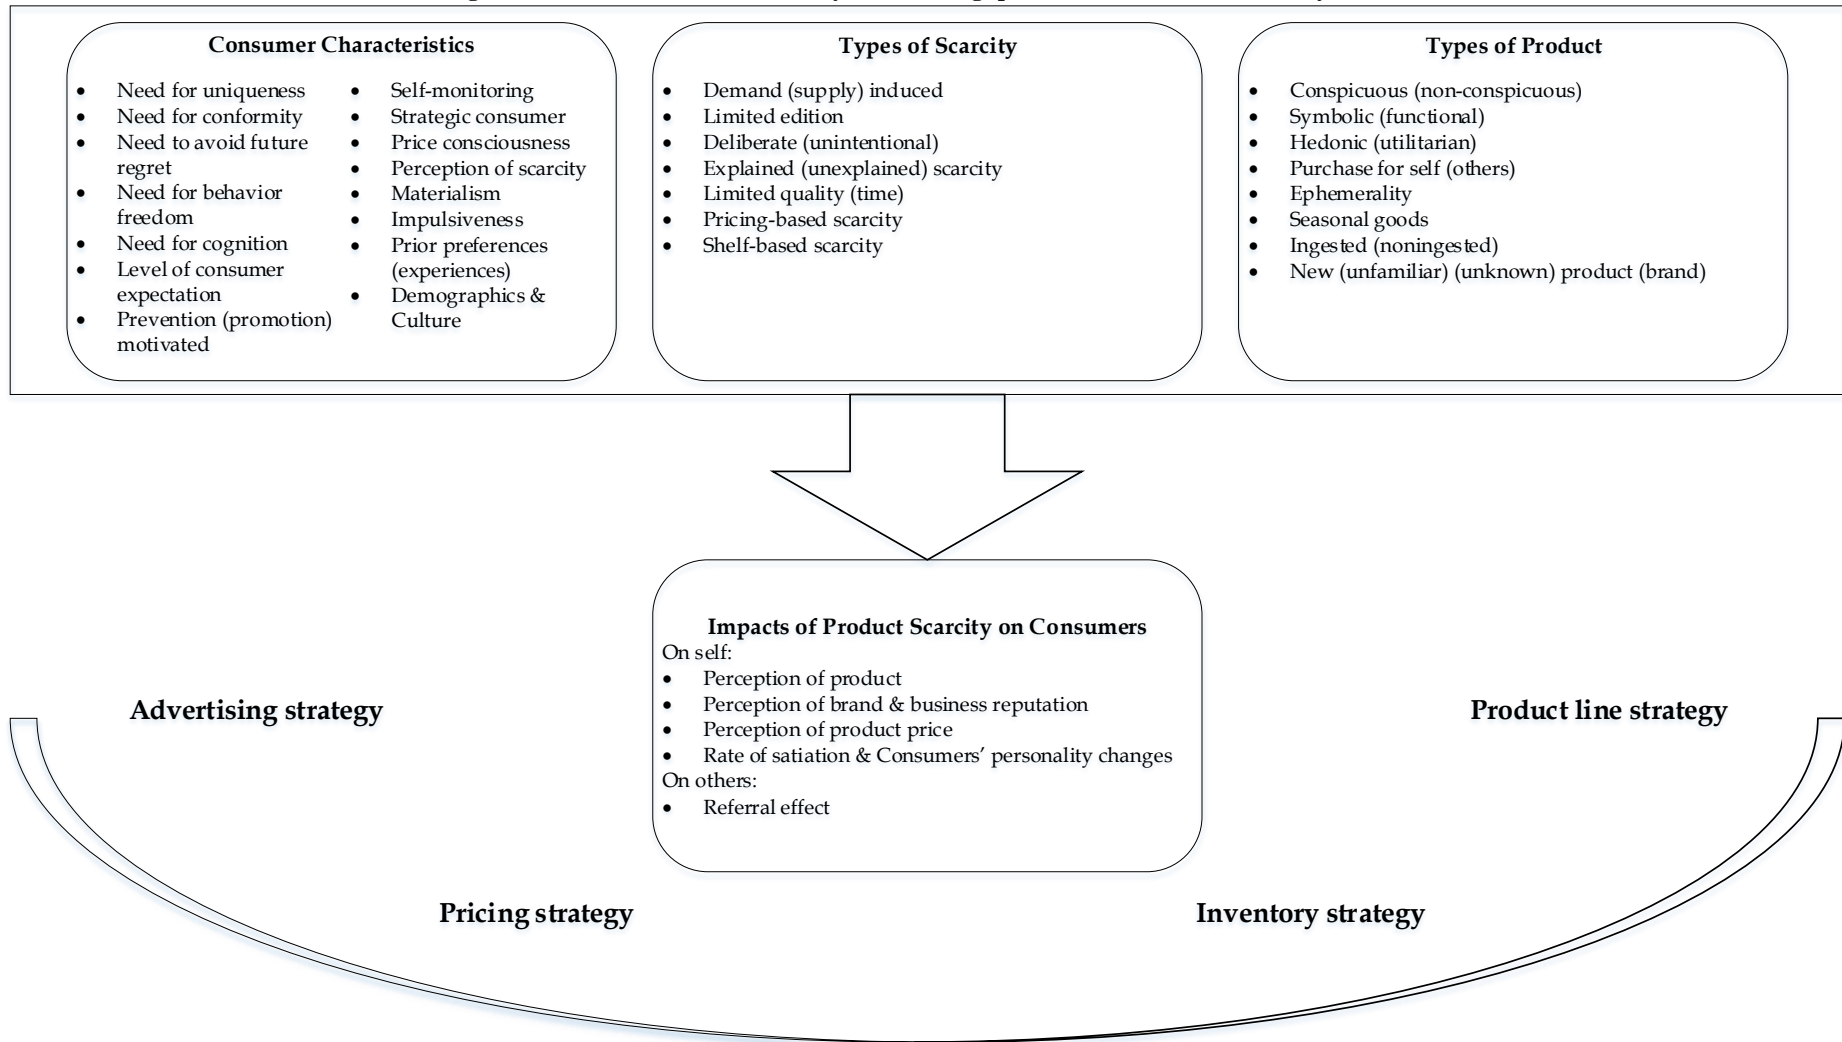 Consumer Characteristics
• Need for uniqueness
• Need for conformity
• Need to avoid future
regret
• Need for behavior
freedom
• Need for cognition
• Level of consumer
expectation
• Prevention (promotion)
motivated
• Self-monitoring
• Strategic consumer
• Price consciousness
• Perception of scarcity
• Materialism
• Impulsiveness
• Prior preferences
(experiences)
• Demographics &
Culture
Types of Scarcity
• Demand (supply) induced
• Limited edition
• Deliberate (unintentional)
• Explained (unexplained) scarcity
• Limited quality (time)
• Pricing-based scarcity
• Shelf-based scarcity
Types of Product
• Conspicuous (non-conspicuous)
• Symbolic (functional)
• Hedonic (utilitarian)
• Purchase for self (others)
• Ephemerality
• Seasonal goods
• Ingested (noningested)
• New (unfamiliar) (unknown) product (brand)
Impacts of Product Scarcity on Consumers
On self:
• Perception of product
• Perception of brand & business reputation
• Perception of product price
• Rate of satiation & Consumers’ personality changes
On others:
• Referral effect
Advertising strategy
Product line strategy
Pricing strategy
Inventory strategy